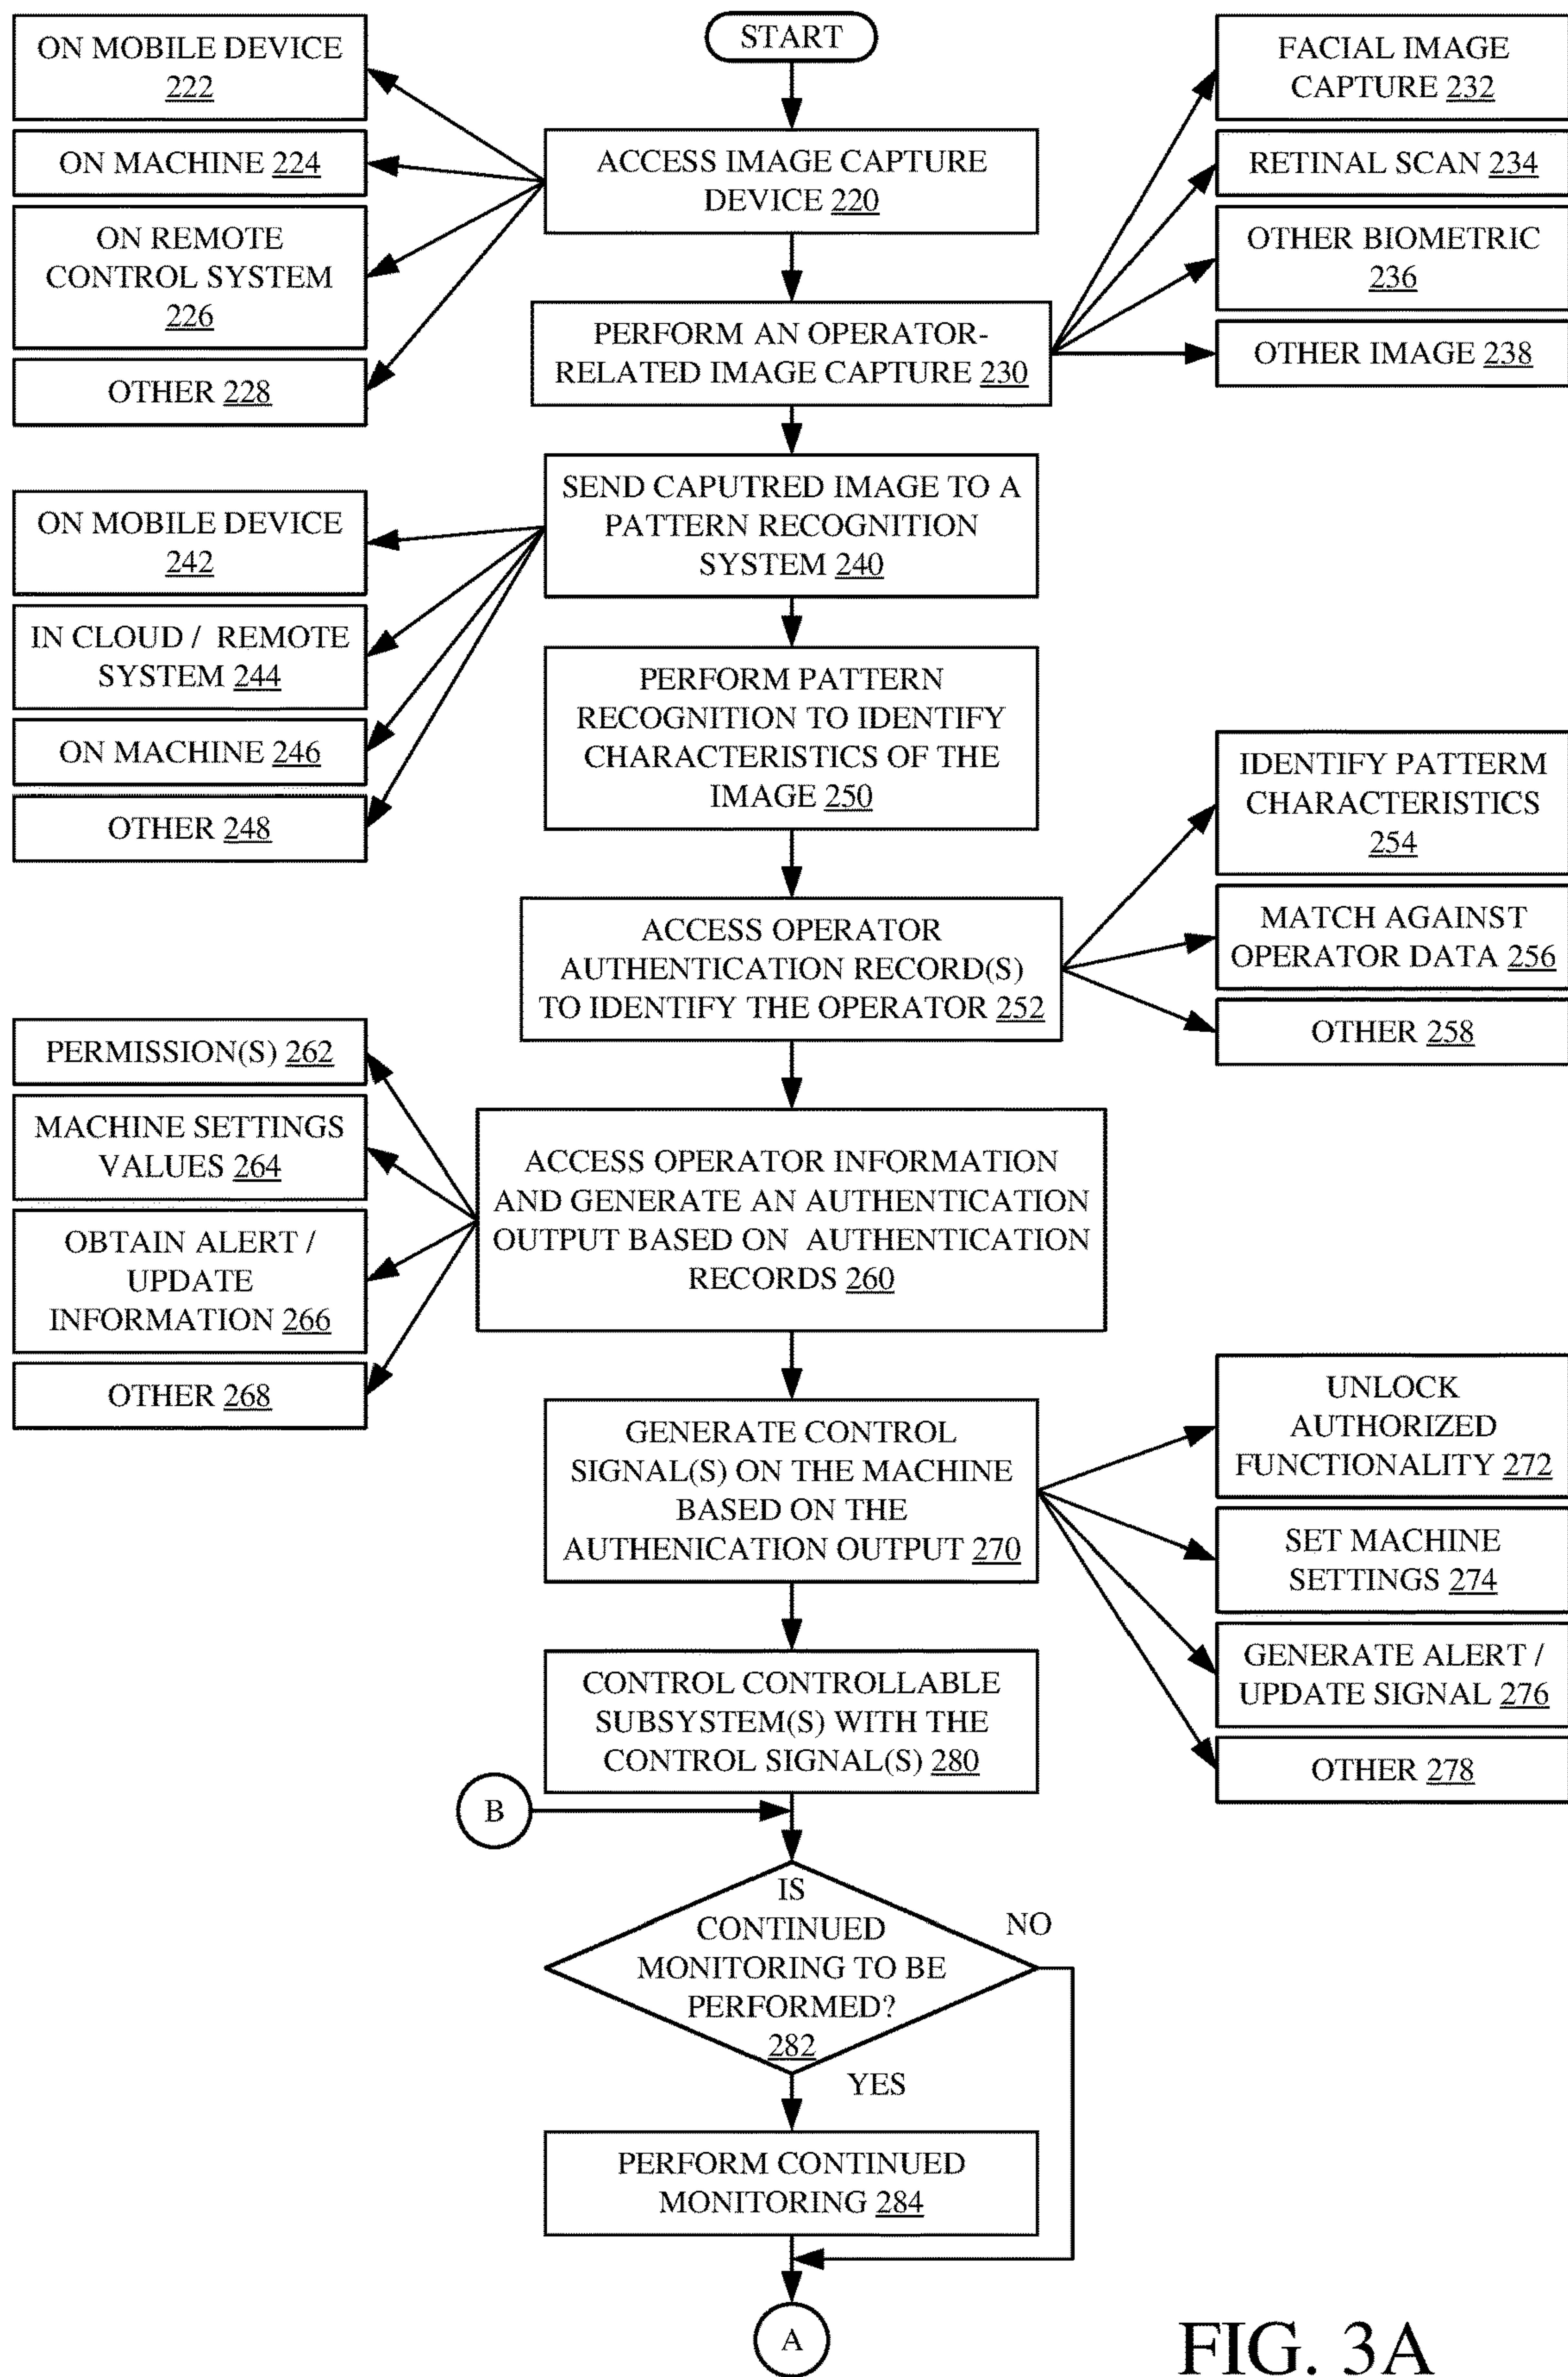 START
ON MOBILE DEVICE
222
ON MACHINE 224
ON REMOTE
CONTROL SYSTEM
226
OTHER 228
ACCESS IMAGE CAPTURE
DEVICE 220
FACIAL IMAGE
CAPTURE 232
RETINAL SCAN 234
OTHER BIOMETRIC
236
OTHER IMAGE 238
PERFORM AN OPERATOR-
RELATED IMAGE CAPTURE 230
SEND CAPUTRED IMAGE TO A
PATTERN RECOGNITION
SYSTEM 240
ON MOBILE DEVICE
242
IN CLOUD / REMOTE
SYSTEM 244
ON MACHINE 246
OTHER 248
PERFORM PATTERN
RECOGNITION TO IDENTIFY
CHARACTERISTICS OF THE
IMAGE 250
IDENTIFY PATTERM
CHARACTERISTICS
254
MATCH AGAINST
OPERATOR DATA 256
OTHER 258
ACCESS OPERATOR
AUTHENTICATION RECORD(S)
TO IDENTIFY THE OPERATOR 252
PERMISSION(S) 262
MACHINE SETTINGS
VALUES 264
OBTAIN ALERT /
UPDATE
INFORMATION 266
OTHER 268
ACCESS OPERATOR INFORMATION
AND GENERATE AN AUTHENTICATION
OUTPUT BASED ON AUTHENTICATION
RECORDS 260
GENERATE CONTROL
SIGNAL(S) ON THE MACHINE
BASED ON THE
AUTHENICATION OUTPUT 270
UNLOCK
AUTHORIZED
FUNCTIONALITY 272
SET MACHINE
SETTINGS 274
GENERATE ALERT /
UPDATE SIGNAL 276
OTHER 278
CONTROL CONTROLLABLE
SUBSYSTEM(S) WITH THE
CONTROL SIGNAL(S) 280
B
IS
CONTINUED
MONITORING TO BE
PERFORMED?
282
NO
YES
PERFORM CONTINUED
MONITORING 284
A
FIG. 3A